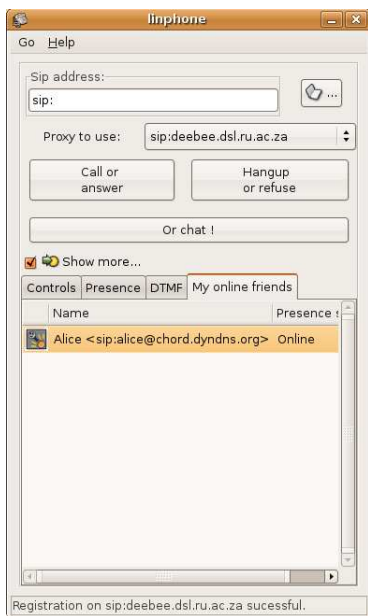 linphone
Go Help
Sip address:
sip:
...
Proxy to use: sip:deebee.dsl.ru.ac.za
Call or
answer
Hangup
or refuse
Or chat !
Show more...
Controls Presence DTMF My online friends
Name Presence s
Alice <sip:alice@chord.dyndns.org> Online
Registration on sip:deebee.dsl.ru.ac.za sucessful.